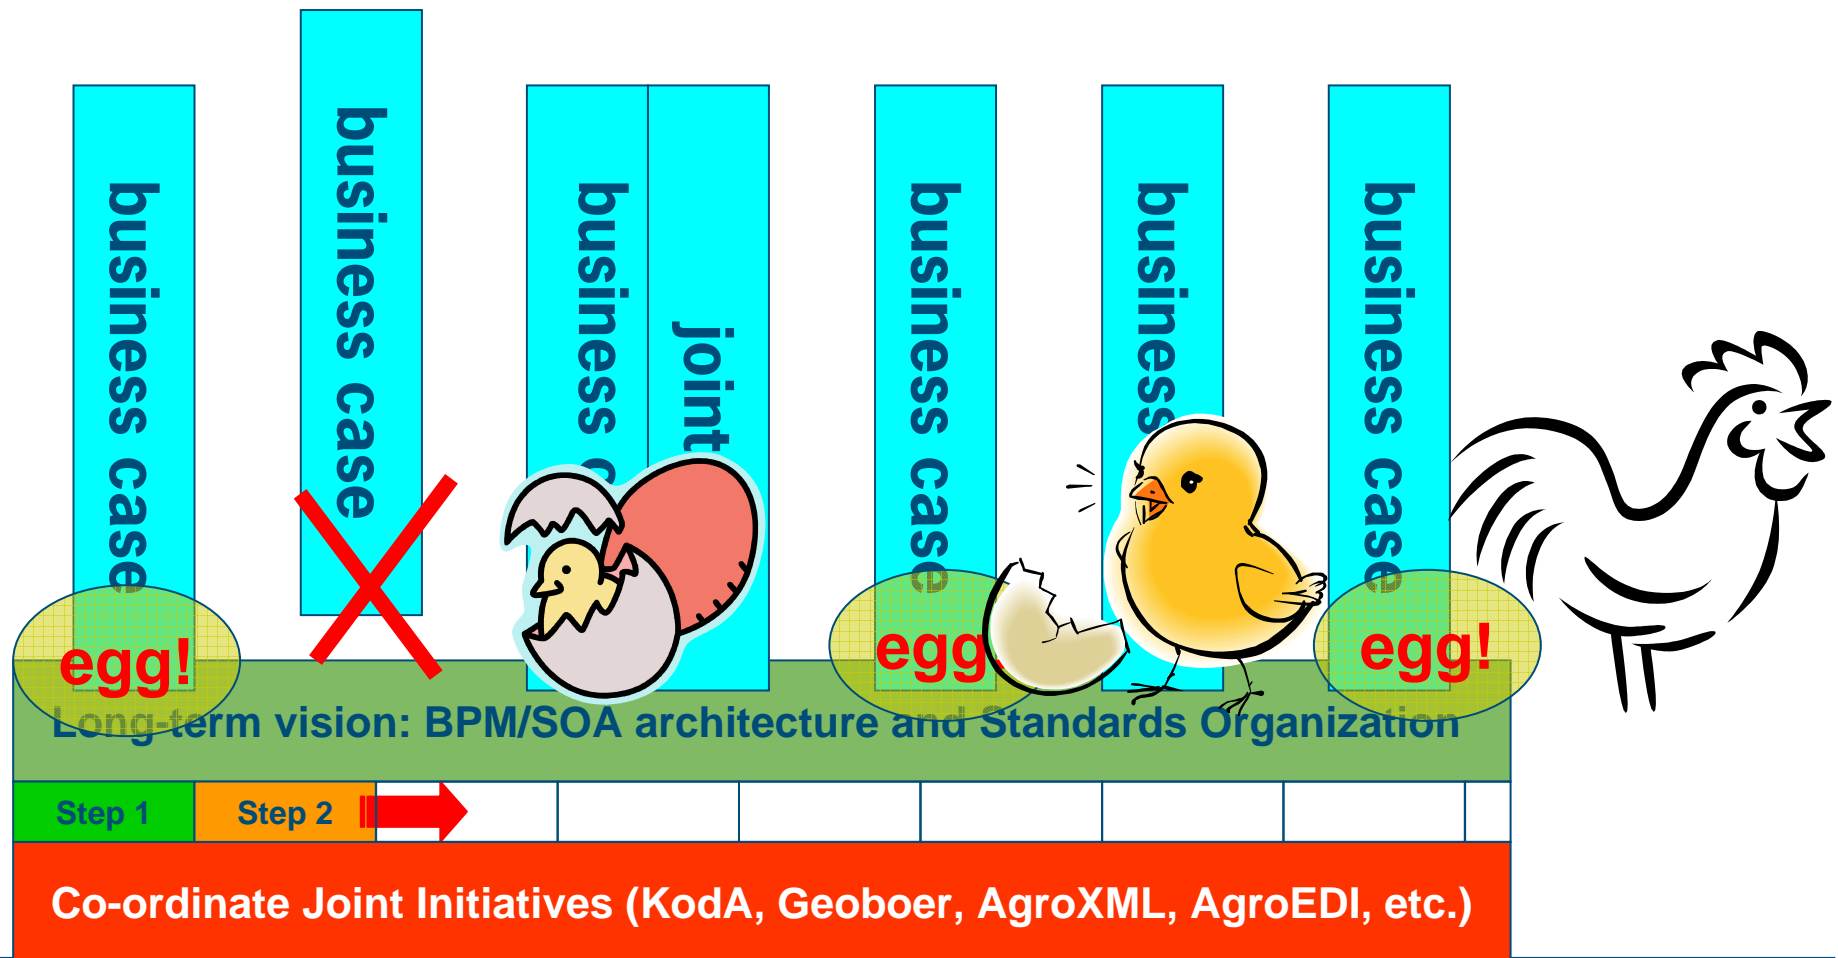 business case
business case
business
joint
business case
business
business case
egg!
egg
egg!
Long-term vision: BPM/SOA architecture and Standards Organization
Step 1
Step 2
Co-ordinate Joint Initiatives (KodA, Geoboer, AgroXML, AgroEDI, etc.)